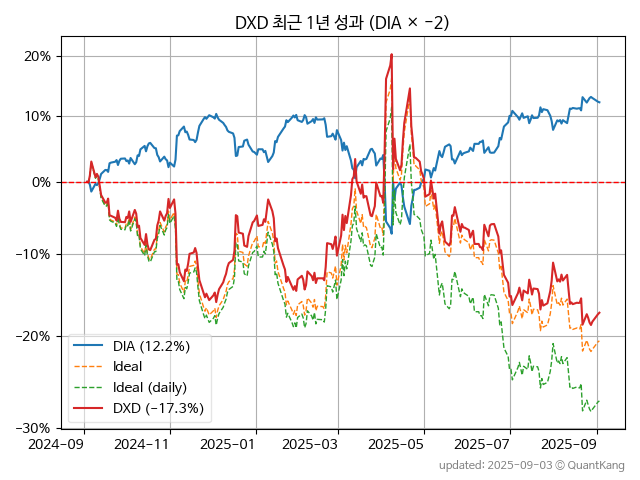 DXD 최근 1년 성과 (DIA × −2)
20%
10%
0%
−10%
−20%
−30%
DIA (12.2%)
Ideal
Ideal (daily)
DXD (−17.3%)
2024-09 2024-11 2025-01 2025-03 2025-05 2025-07 2025-09
updated: 2025-09-03 © QuantKang